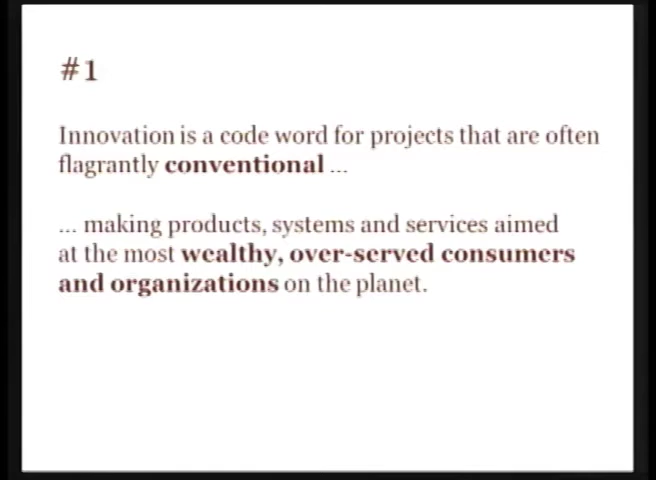 #1
Innovation is a code word for projects that are often
flagrantly conventional ...
... making products, systems and services aimed
at the most wealthy, over-served consumers
and organizations on the planet.